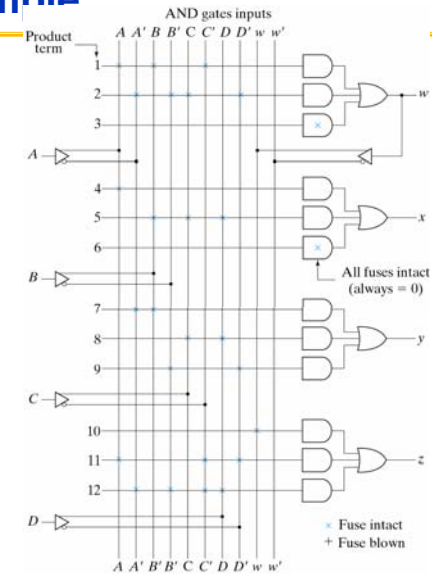 AND gates inputs
Product term
A A' B B' C C' D D' w w'
1
2
w
3
A
4
5
x
6
B
All fuses intact
(always = 0)
7
8
y
9
C
10
11
z
12
× Fuse intact
D
+ Fuse blown
A A' B' B' C C' D D' w w'